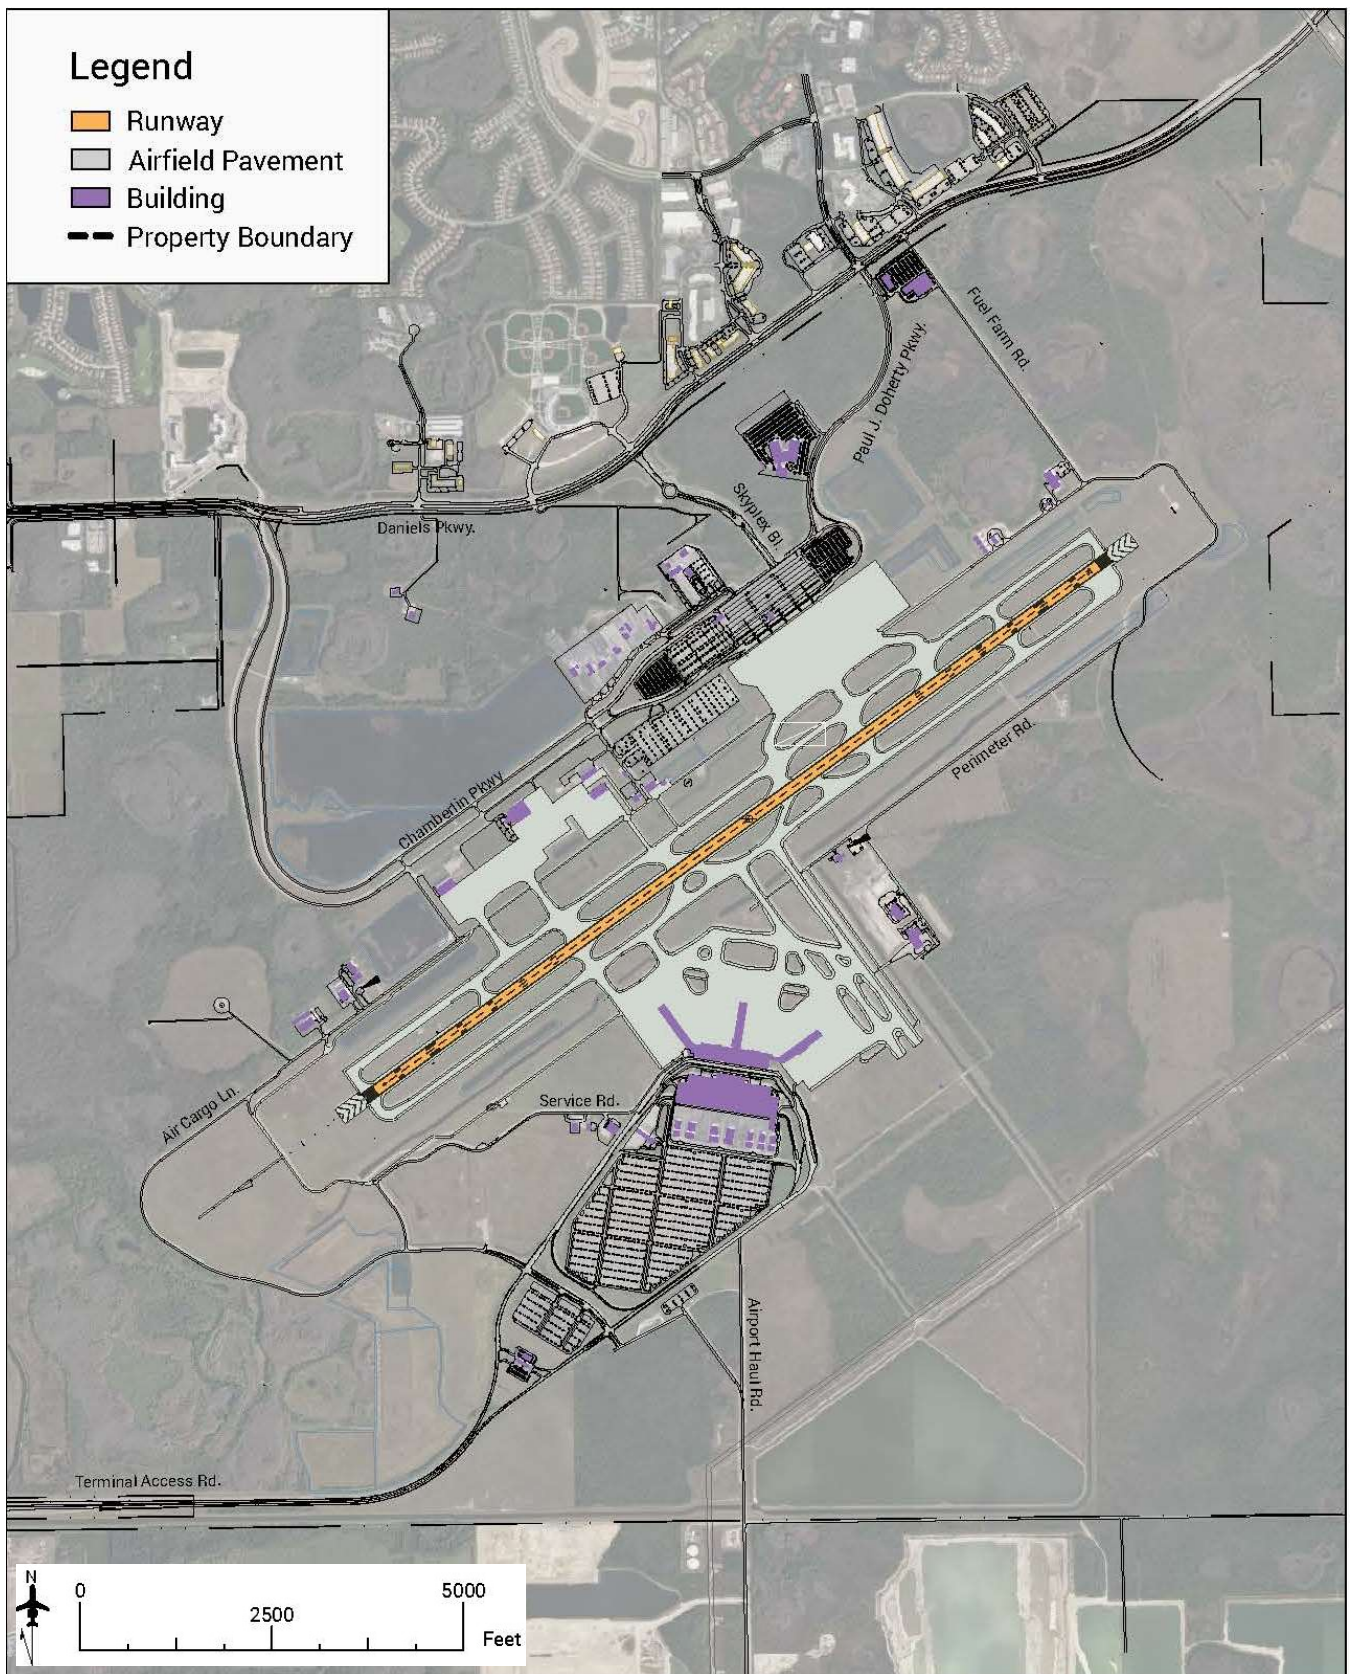 Legend
Runway
Airfield Pavement
Building
Property Boundary
Fuel Farm Rd.
Paul J. Doherty Pkwy.
Skyplex Bl.
Daniels Pkwy.
Perimeter Rd.
Chamberlin Pkwy
Air Cargo Ln.
Service Rd.
Airport Haul Rd.
Terminal Access Rd.
N
0
5000
2500
Feet